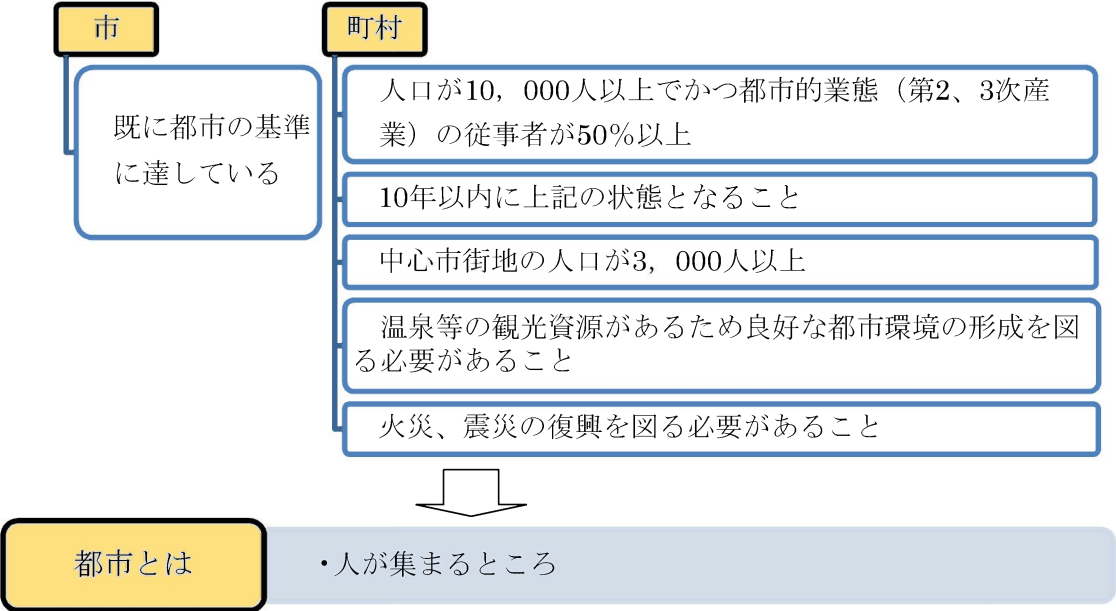 市
既に都市の基準
に達している
町村
人口が10，000人以上でかつ都市的業態（第2、3次産
業）の従事者が50％以上
10年以内に上記の状態となること
中心市街地の人口が3，000人以上
温泉等の観光資源があるため良好な都市環境の形成を図
る必要があること
火災、震災の復興を図る必要があること
都市とは
・人が集まるところ